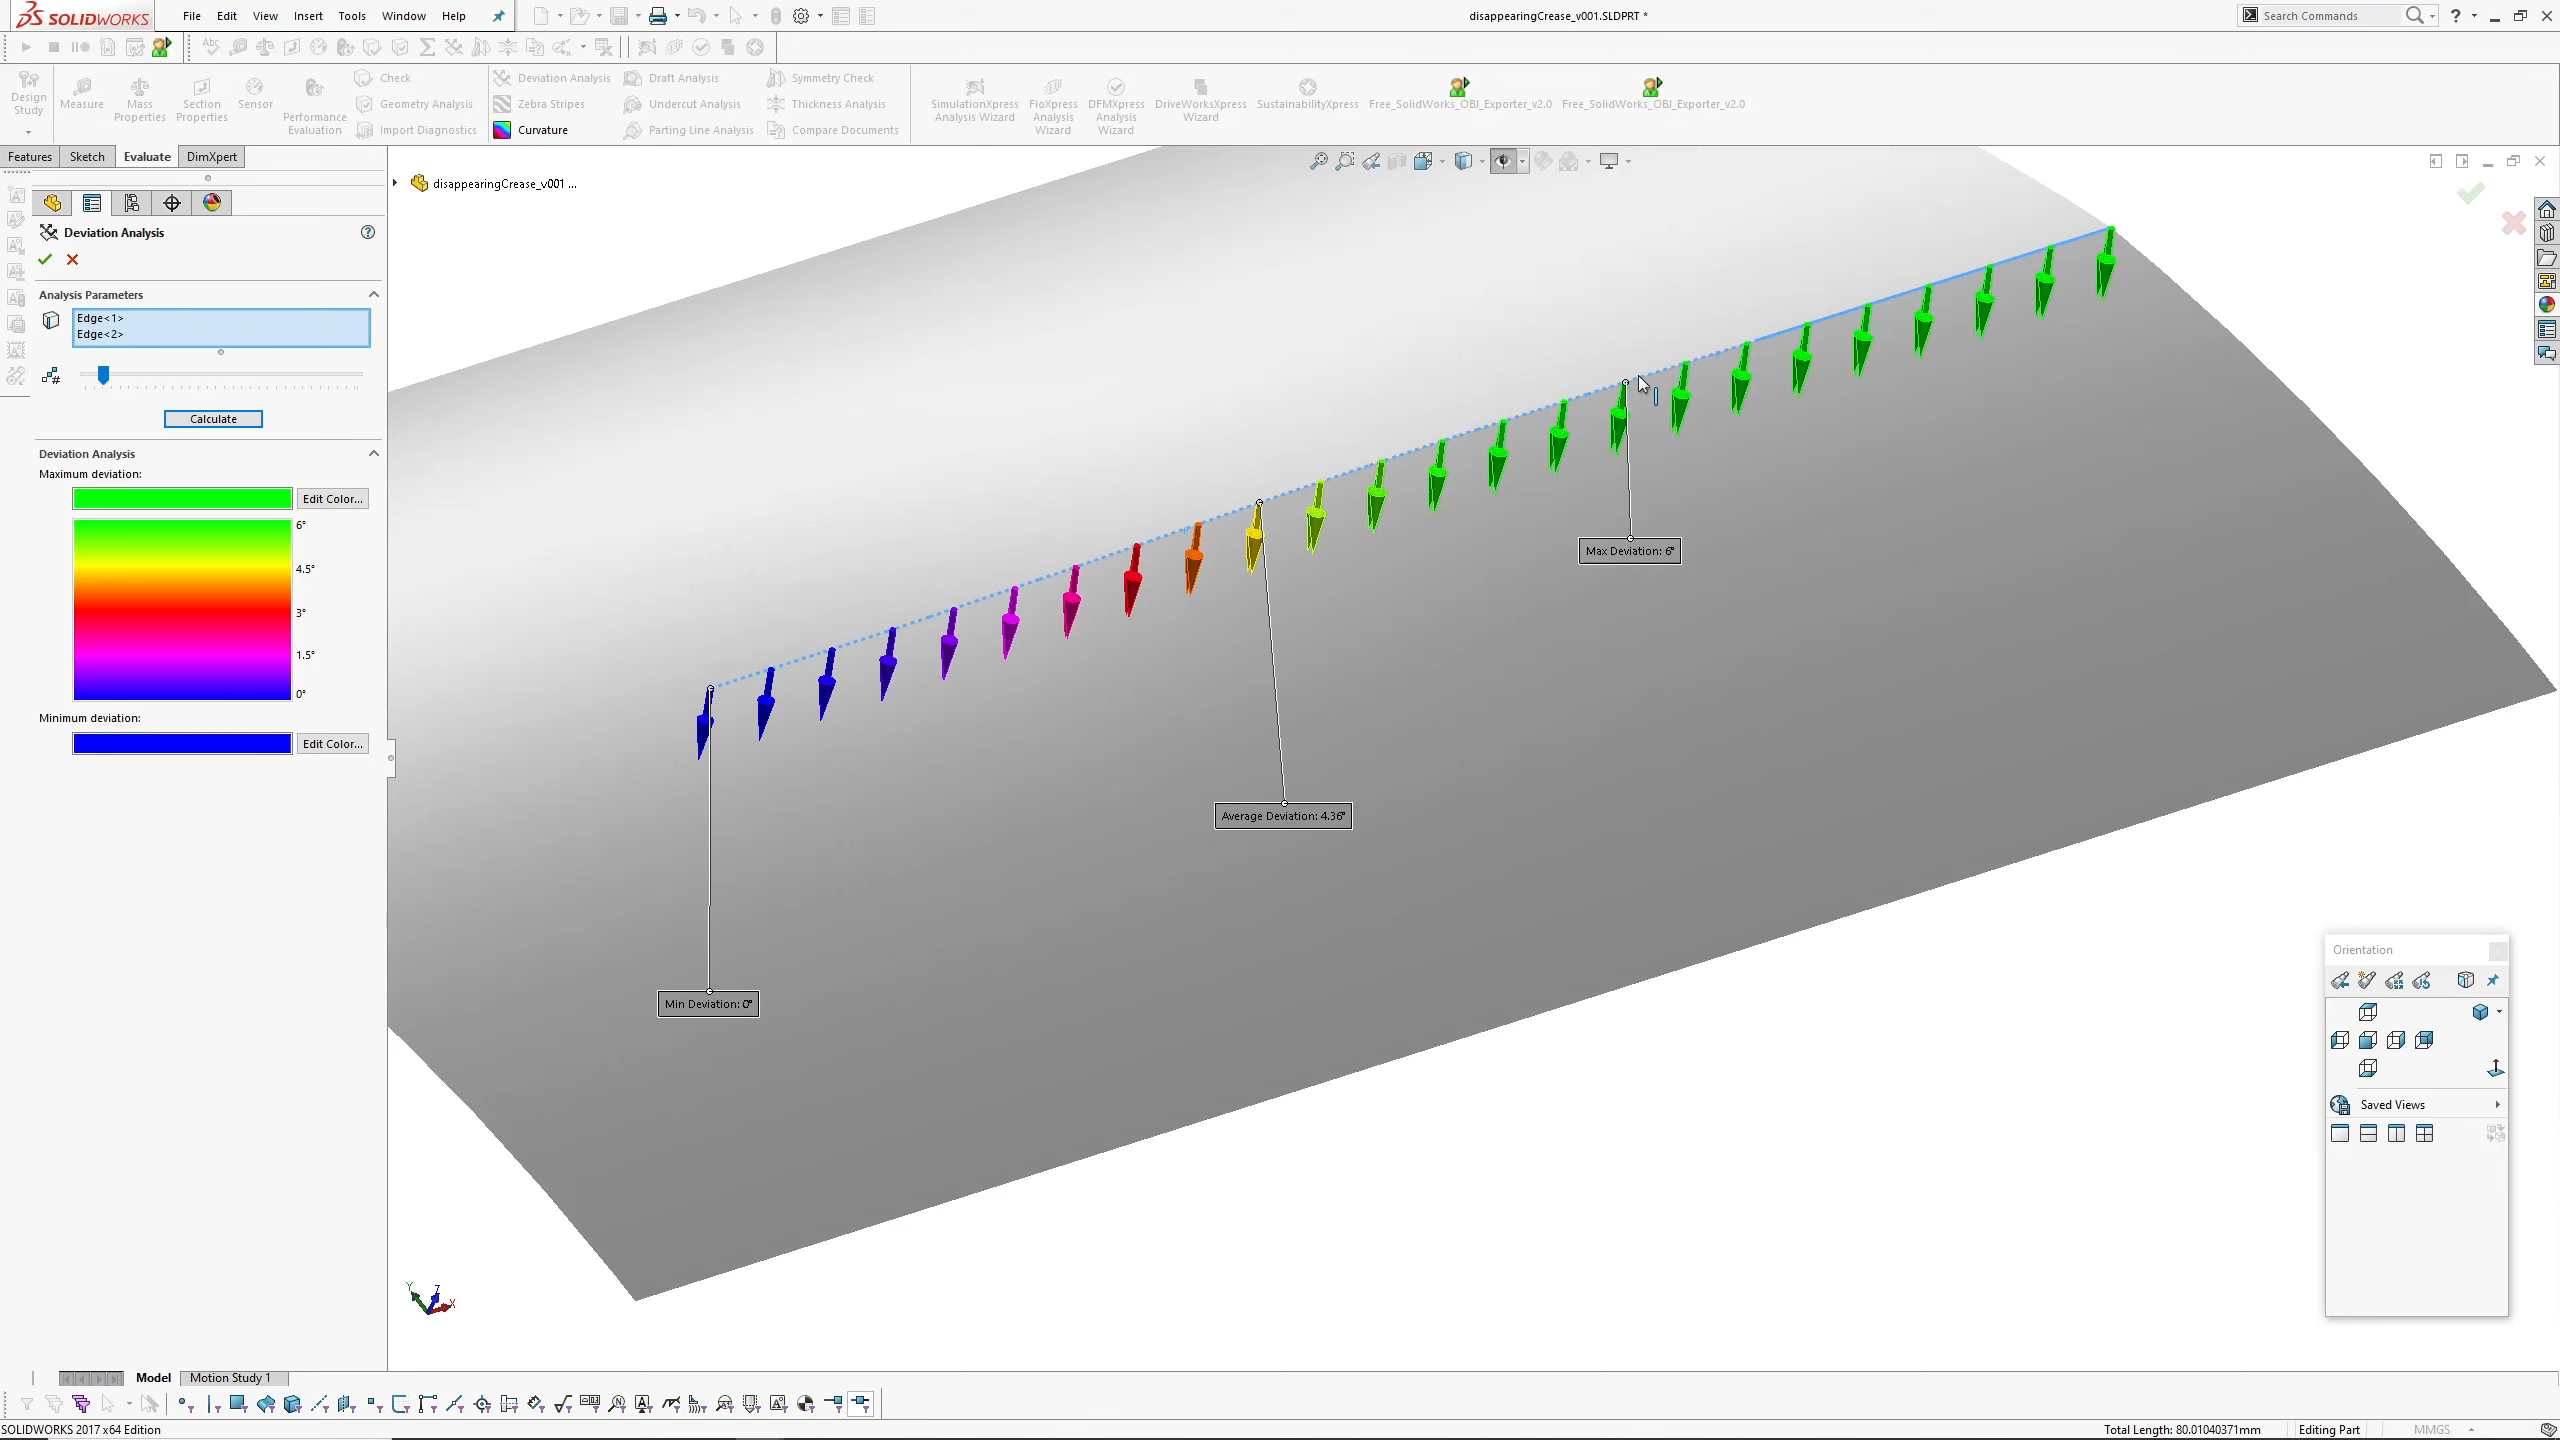 SOLIDWORKS
File Edit View Insert Tools Window Help
disappearingCrease_v001.SLDPRT *
Search Commands
Design Study
Measure
Mass Properties
Section Properties
Sensor
Performance Evaluation
Check
Geometry Analysis
Import Diagnostics
Deviation Analysis
Zebra Stripes
Curvature
Draft Analysis
Undercut Analysis
Parting Line Analysis
Symmetry Check
Thickness Analysis
Compare Documents
SimulationXpress Analysis Wizard
FloXpress Analysis Wizard
DFMXpress Analysis Wizard
DriveWorksXpress Wizard
SustainabilityXpress
Free_SolidWorks_OBJ_Exporter_v2.0
Free_SolidWorks_OBJ_Exporter_v2.0
Features Sketch Evaluate DimXpert
disappearingCrease_v001 ...
Deviation Analysis
Analysis Parameters
Edge<1>
Edge<2>
Calculate
Deviation Analysis
Maximum deviation:
Edit Color...
6°
4.5°
3°
1.5°
0°
Minimum deviation:
Edit Color...
Max Deviation: 6°
Average Deviation: 4.36°
Min Deviation: 0°
Orientation
Saved Views
Y
Z
X
Model Motion Study 1
SOLIDWORKS 2017 x64 Edition
Total Length: 80.01040371mm
Editing Part
MMGS